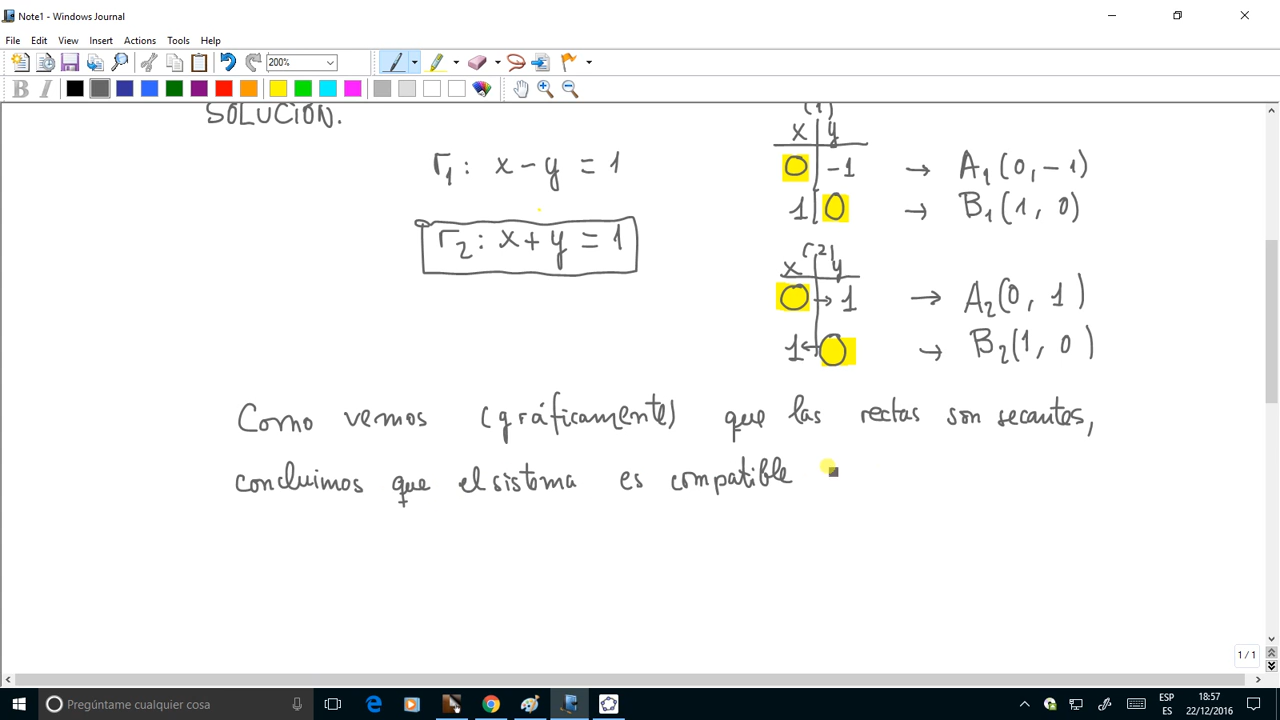 Note1 - Windows Journal
File Edit View Insert Actions Tools Help
200%
B I
SOLUCIÓN.
r1: x - y = 1
r2: x + y = 1
(1)
x y
0 -1 → A1(0, -1)
1 0 → B1(1, 0)
(2)
x y
0 → 1 → A2(0, 1)
1 ← 0 → B2(1, 0)
Como vemos (gráficamente) que las rectas son secantes,
concluimos que el sistema es compatible
1 / 1
Pregúntame cualquier cosa
ESP
ES
18:57
22/12/2016